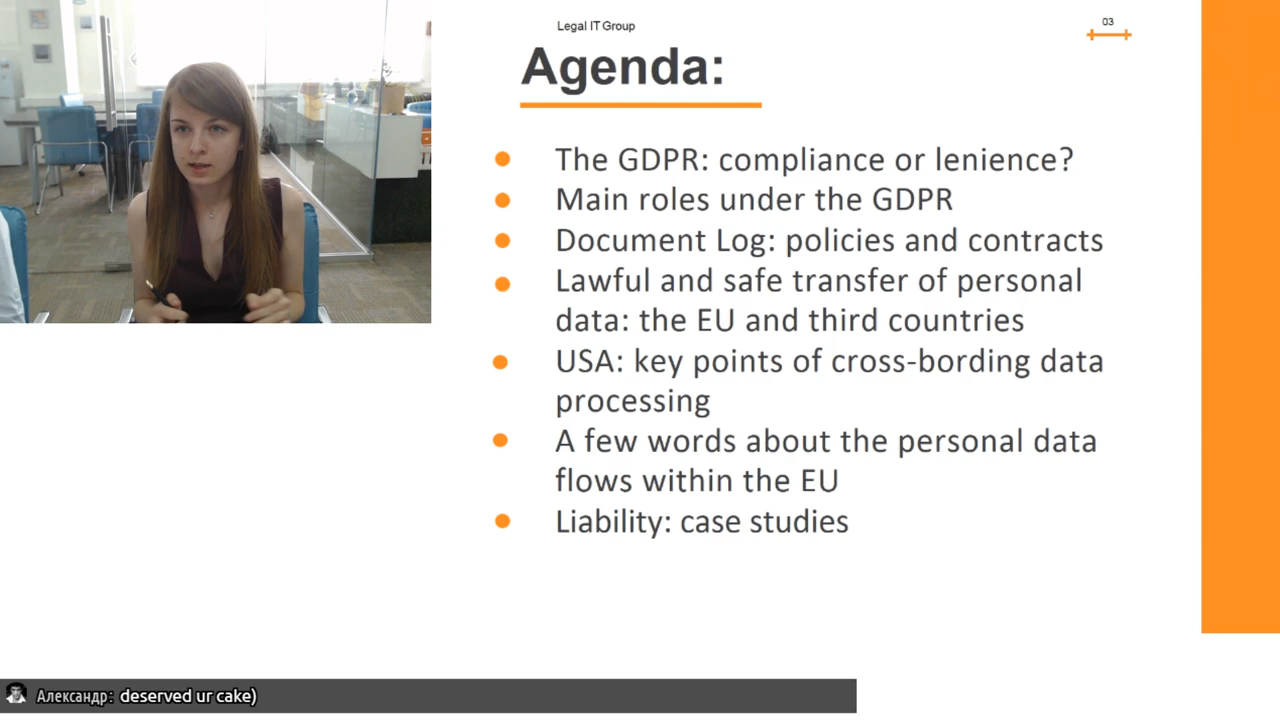 Legal IT Group
03
Agenda:
The GDPR: compliance or lenience?
Main roles under the GDPR
Document Log: policies and contracts
Lawful and safe transfer of personal
data: the EU and third countries
USA: key points of cross-bording data
processing
A few words about the personal data
flows within the EU
Liability: case studies
Александр: deserved ur cake)